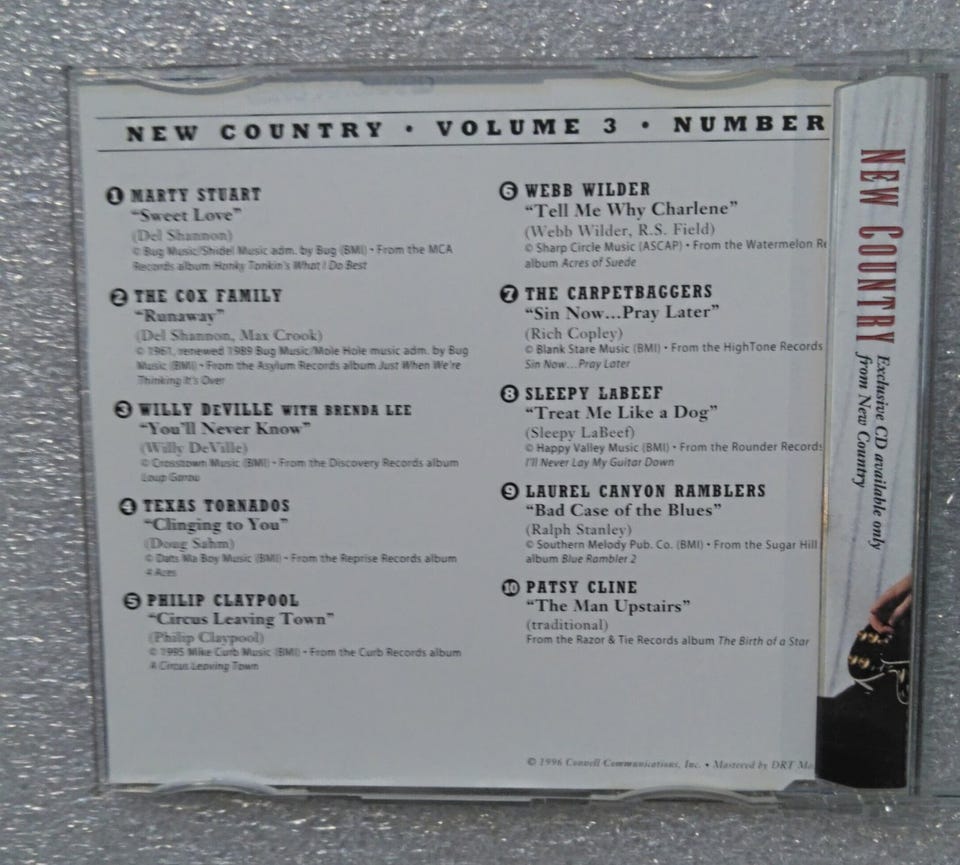 NEW COUNTRY • VOLUME 3 • NUMBER
1 MARTY STUART
"Sweet Love"
(Del Shannon)
© Bug Music/Shidel Music adm. by Bug (BMI) • From the MCA
Records album Honky Tonkin's What I Do Best
2 THE COX FAMILY
"Runaway"
(Del Shannon, Max Crook)
© 1961, renewed 1989 Bug Music/Mole Hole music adm. by Bug
Music (BMI) • From the Asylum Records album Just When We're
Thinking It's Over
3 WILLY DeVILLE WITH BRENDA LEE
"You'll Never Know"
(Willy DeVille)
© Crosstown Music (BMI) • From the Discovery Records album
Loup Garou
4 TEXAS TORNADOS
"Clinging to You"
(Doug Sahm)
© Dats Ma Boy Music (BMI) • From the Reprise Records album
4 Aces
5 PHILIP CLAYPOOL
"Circus Leaving Town"
(Philip Claypool)
© 1995 Mike Curb Music (BMI) • From the Curb Records album
A Circus Leaving Town
6 WEBB WILDER
"Tell Me Why Charlene"
(Webb Wilder, R.S. Field)
© Sharp Circle Music (ASCAP) • From the Watermelon
album Acres of Suede
7 THE CARPETBAGGERS
"Sin Now...Pray Later"
(Rich Copley)
© Blank Stare Music (BMI) • From the HighTone Records
Sin Now...Pray Later
8 SLEEPY LaBEEF
"Treat Me Like a Dog"
(Sleepy LaBeef)
© Happy Valley Music (BMI) • From the Rounder Records
I'll Never Lay My Guitar Down
9 LAUREL CANYON RAMBLERS
"Bad Case of the Blues"
(Ralph Stanley)
© Southern Melody Pub. Co. (BMI) • From the Sugar Hill
album Blue Rambler 2
10 PATSY CLINE
"The Man Upstairs"
(traditional)
From the Razor & Tie Records album The Birth of a Star
© 1996 Connell Communications, Inc. • Mastered by DRT
NEW COUNTRY
Exclusive CD available only
from New Country